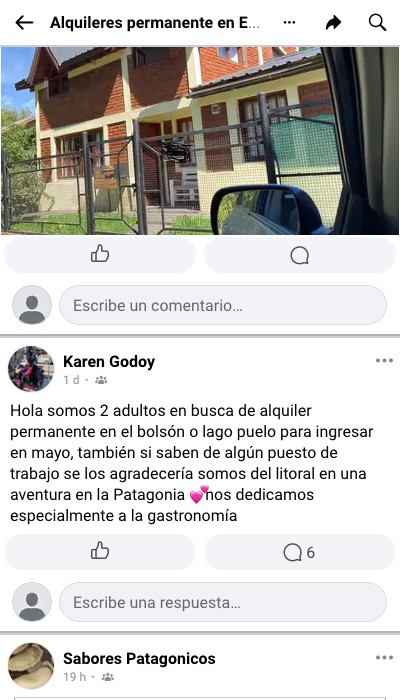 Alquileres permanente en E...
Escribe un comentario...
Karen Godoy
1 d ·
Hola somos 2 adultos en busca de alquiler
permanente en el bolsón o lago puelo para ingresar
en mayo, también si saben de algún puesto de
trabajo se los agradecería somos del litoral en una
aventura en la Patagonia 💕nos dedicamos
especialmente a la gastronomía
6
Escribe una respuesta...
Sabores Patagonicos
19 h ·